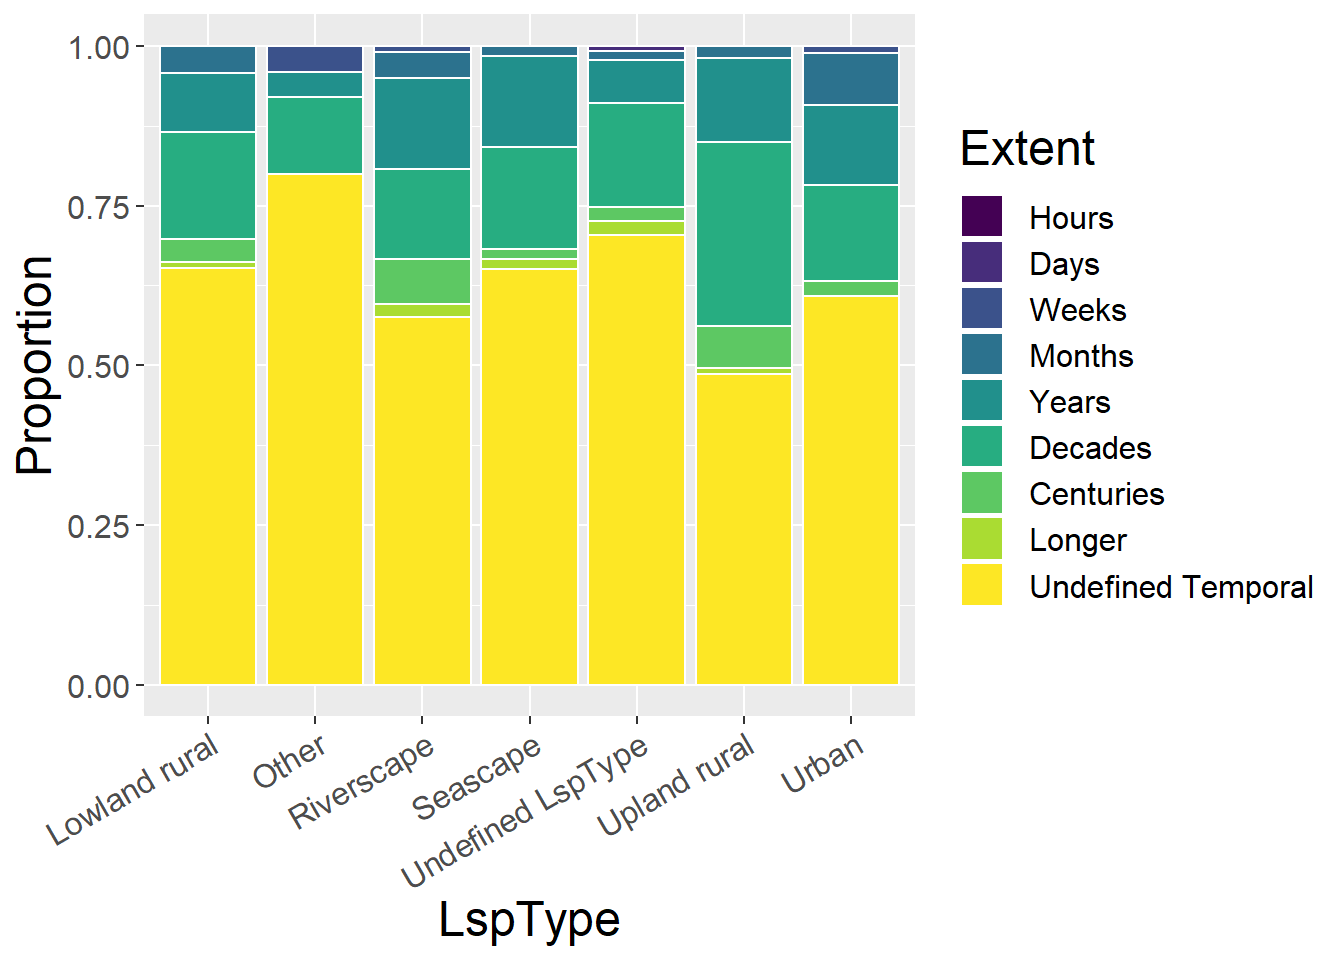 1.00
0.75
0.50
0.25
0.00
Proportion
Lowland rural
Other
Riverscape
Seascape
Undefined LspType
Upland rural
Urban
LspType
Extent
Hours
Days
Weeks
Months
Years
Decades
Centuries
Longer
Undefined Temporal